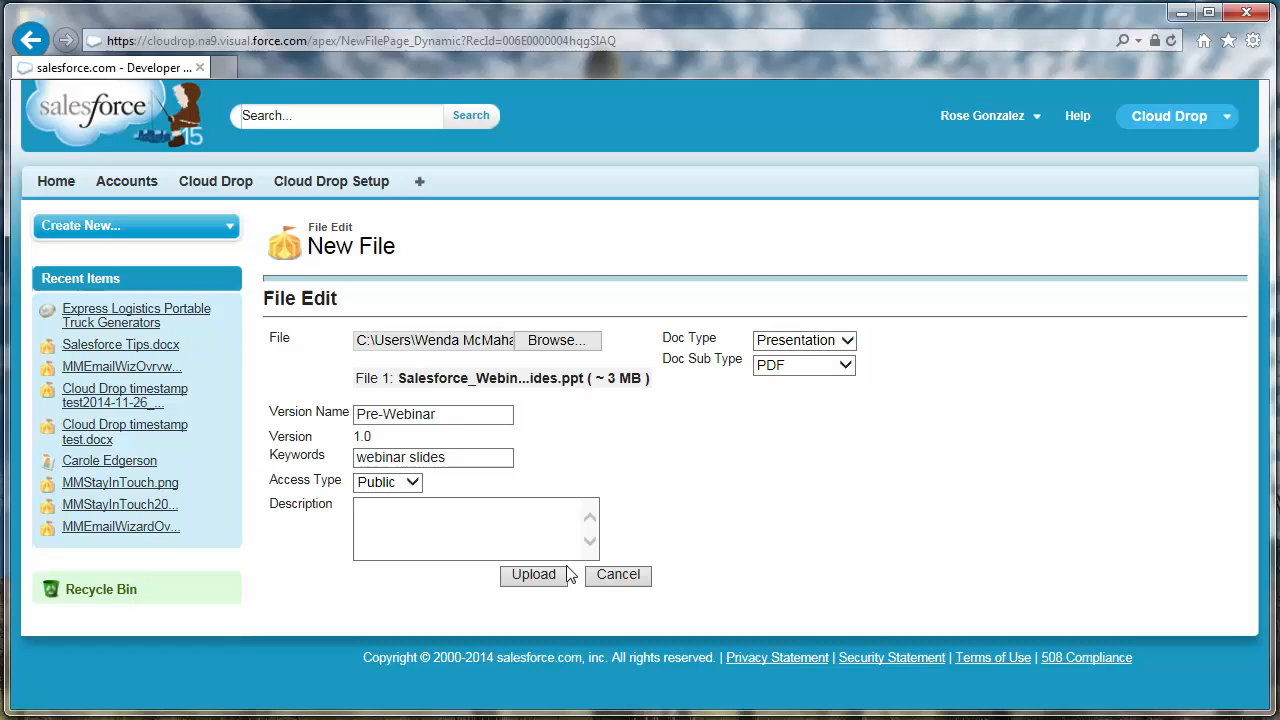 https://cloudrop.na9.visual.force.com/apex/NewFilePage_Dynamic?RecId=006E0000004hqgSIAQ
salesforce.com - Developer ...
salesforce
15
Search...
Search
Rose Gonzalez
Help
Cloud Drop
Home
Accounts
Cloud Drop
Cloud Drop Setup
Create New...
Recent Items
Express Logistics Portable
Truck Generators
Salesforce Tips.docx
MMEmailWizOvrvw...
Cloud Drop timestamp
test2014-11-26_...
Cloud Drop timestamp
test.docx
Carole Edgerson
MMStayInTouch.png
MMStayInTouch20...
MMEmailWizardOv...
Recycle Bin
File Edit
New File
File Edit
File
C:\Users\Wenda McMaha
Browse...
File 1: Salesforce_Webin...ides.ppt ( ~ 3 MB )
Doc Type
Presentation
Doc Sub Type
PDF
Version Name
Pre-Webinar
Version
1.0
Keywords
webinar slides
Access Type
Public
Description
Upload
Cancel
Copyright © 2000-2014 salesforce.com, inc. All rights reserved. | Privacy Statement | Security Statement | Terms of Use | 508 Compliance